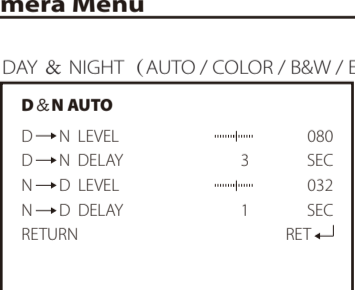 mera Menu
DAY & NIGHT (AUTO / COLOR / B&W / E
D&N AUTO
D→N LEVEL 080
D→N DELAY 3 SEC
N→D LEVEL 032
N→D DELAY 1 SEC
RETURN RET ↵